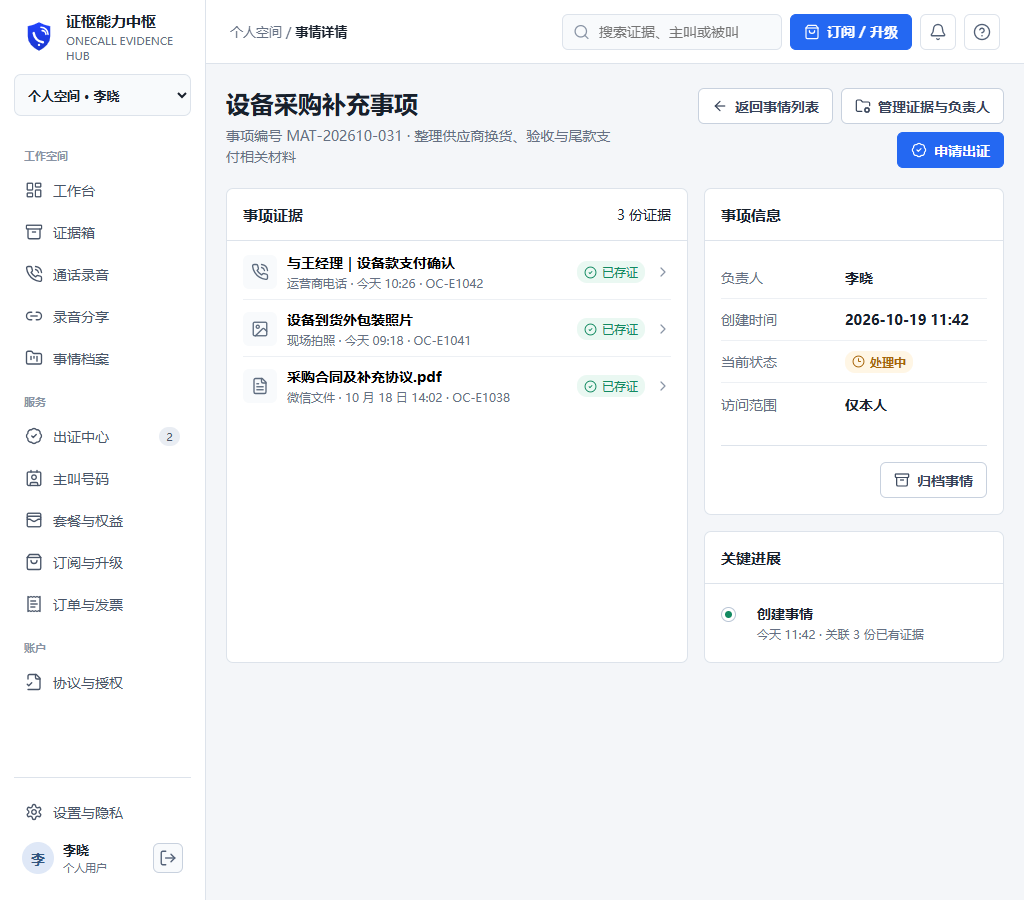 证枢能力中枢
ONECALL EVIDENCE
HUB
个人空间 • 李晓
工作空间
工作台
证据箱
通话录音
录音分享
事情档案
服务
出证中心
2
主叫号码
套餐与权益
订阅与升级
订单与发票
账户
协议与授权
设置与隐私
李
李晓
个人用户
个人空间 / 事情详情
搜索证据、主叫或被叫
订阅 / 升级
设备采购补充事项
事项编号 MAT-202610-031 · 整理供应商换货、验收与尾款支
付相关材料
返回事情列表
管理证据与负责人
申请出证
事项证据
3 份证据
与王经理｜设备款支付确认
运营商电话 · 今天 10:26 · OC-E1042
已存证
设备到货外包装照片
现场拍照 · 今天 09:18 · OC-E1041
已存证
采购合同及补充协议.pdf
微信文件 · 10 月 18 日 14:02 · OC-E1038
已存证
事项信息
负责人
李晓
创建时间
2026-10-19 11:42
当前状态
处理中
访问范围
仅本人
归档事情
关键进展
创建事情
今天 11:42 · 关联 3 份已有证据